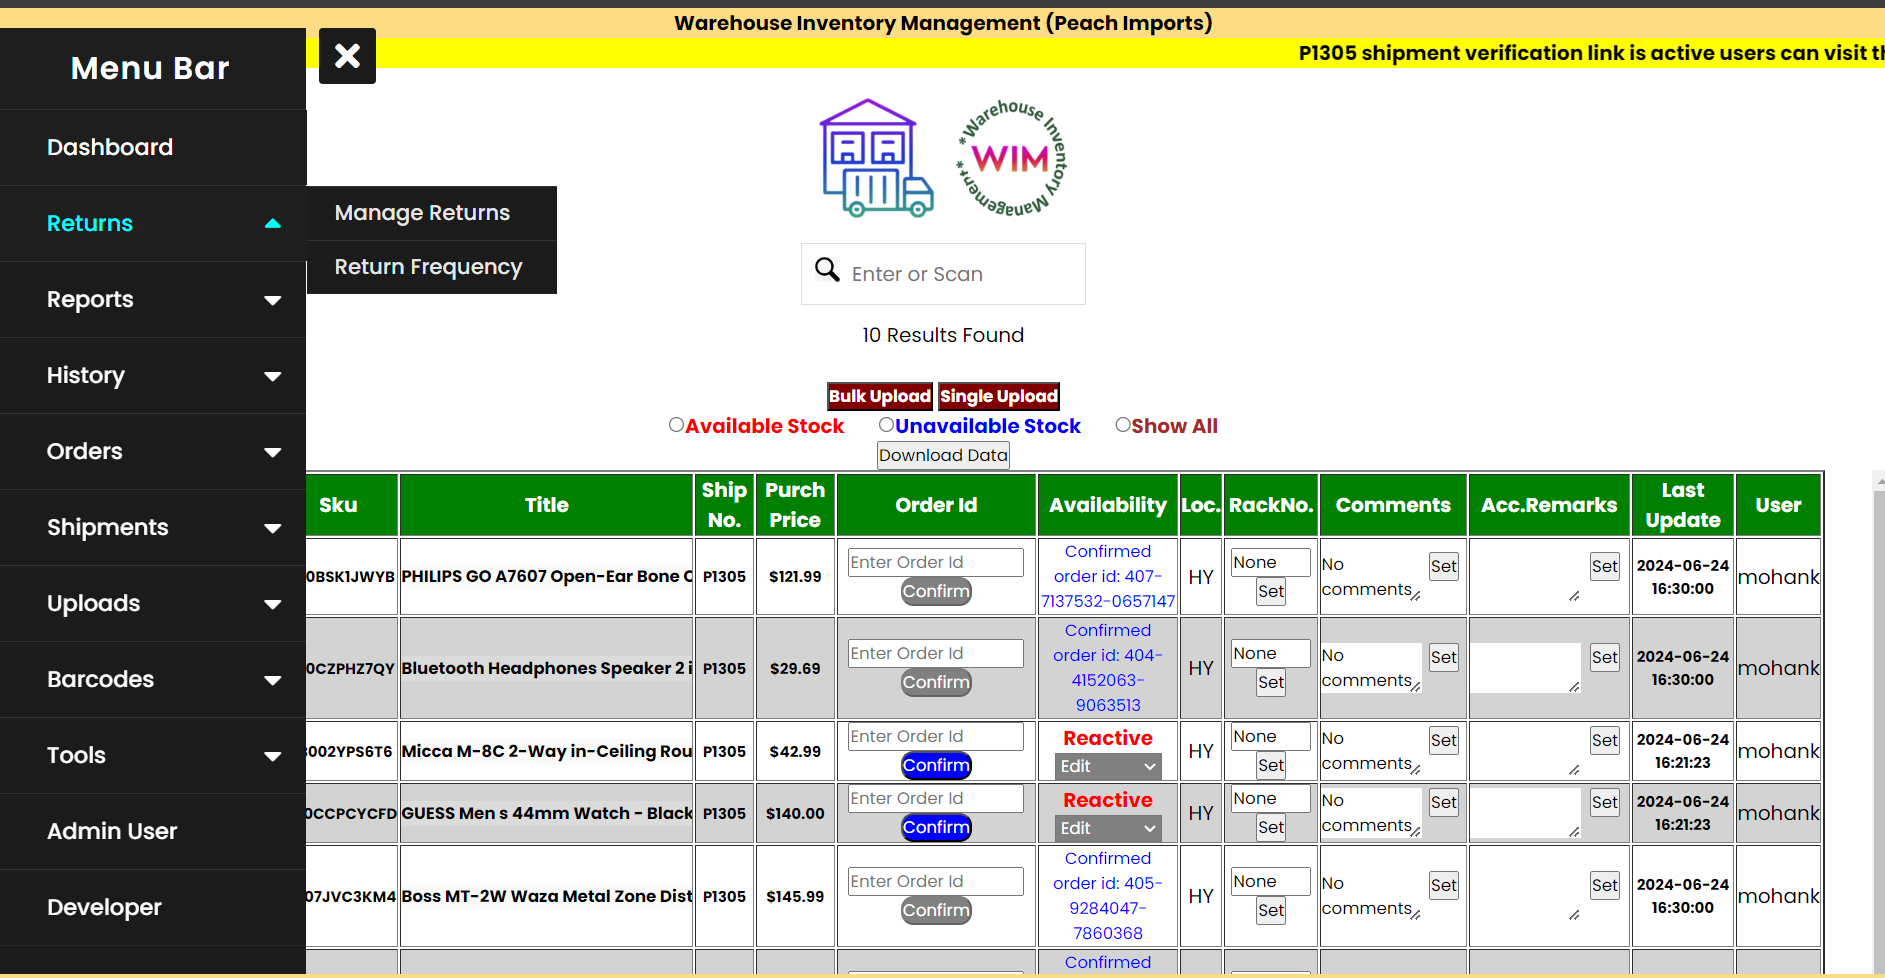 Warehouse Inventory Management (Peach Imports)
P1305 shipment verification link is active users can visit th
Menu Bar
Dashboard
Returns
Manage Returns
Return Frequency
Reports
History
Orders
Shipments
Uploads
Barcodes
Tools
Admin User
Developer
*Warehouse Inventory Management*
WIM
Enter or Scan
10 Results Found
Bulk Upload Single Upload
Available Stock Unavailable Stock Show All
Download Data
Sku Title Ship No. Purch Price Order Id Availability Loc. RackNo. Comments Acc.Remarks Last Update User
0BSK1JWYB PHILIPS GO A7607 Open-Ear Bone C P1305 $121.99 Enter Order Id Confirm Confirmed order id: 407-7137532-0657147 HY None Set No comments Set Set 2024-06-24 16:30:00 mohank
0CZPHZ7QY Bluetooth Headphones Speaker 2 i P1305 $29.69 Enter Order Id Confirm Confirmed order id: 404-4152063-9063513 HY None Set No comments Set Set 2024-06-24 16:30:00 mohank
002YPS6T6 Micca M-8C 2-Way in-Ceiling Rou P1305 $42.99 Enter Order Id Confirm Reactive Edit HY None Set No comments Set Set 2024-06-24 16:21:23 mohank
0CCPCYCFD GUESS Men s 44mm Watch - Black P1305 $140.00 Enter Order Id Confirm Reactive Edit HY None Set No comments Set Set 2024-06-24 16:21:23 mohank
07JVC3KM4 Boss MT-2W Waza Metal Zone Dist P1305 $145.99 Enter Order Id Confirm Confirmed order id: 405-9284047-7860368 HY None Set No comments Set Set 2024-06-24 16:30:00 mohank
Confirmed